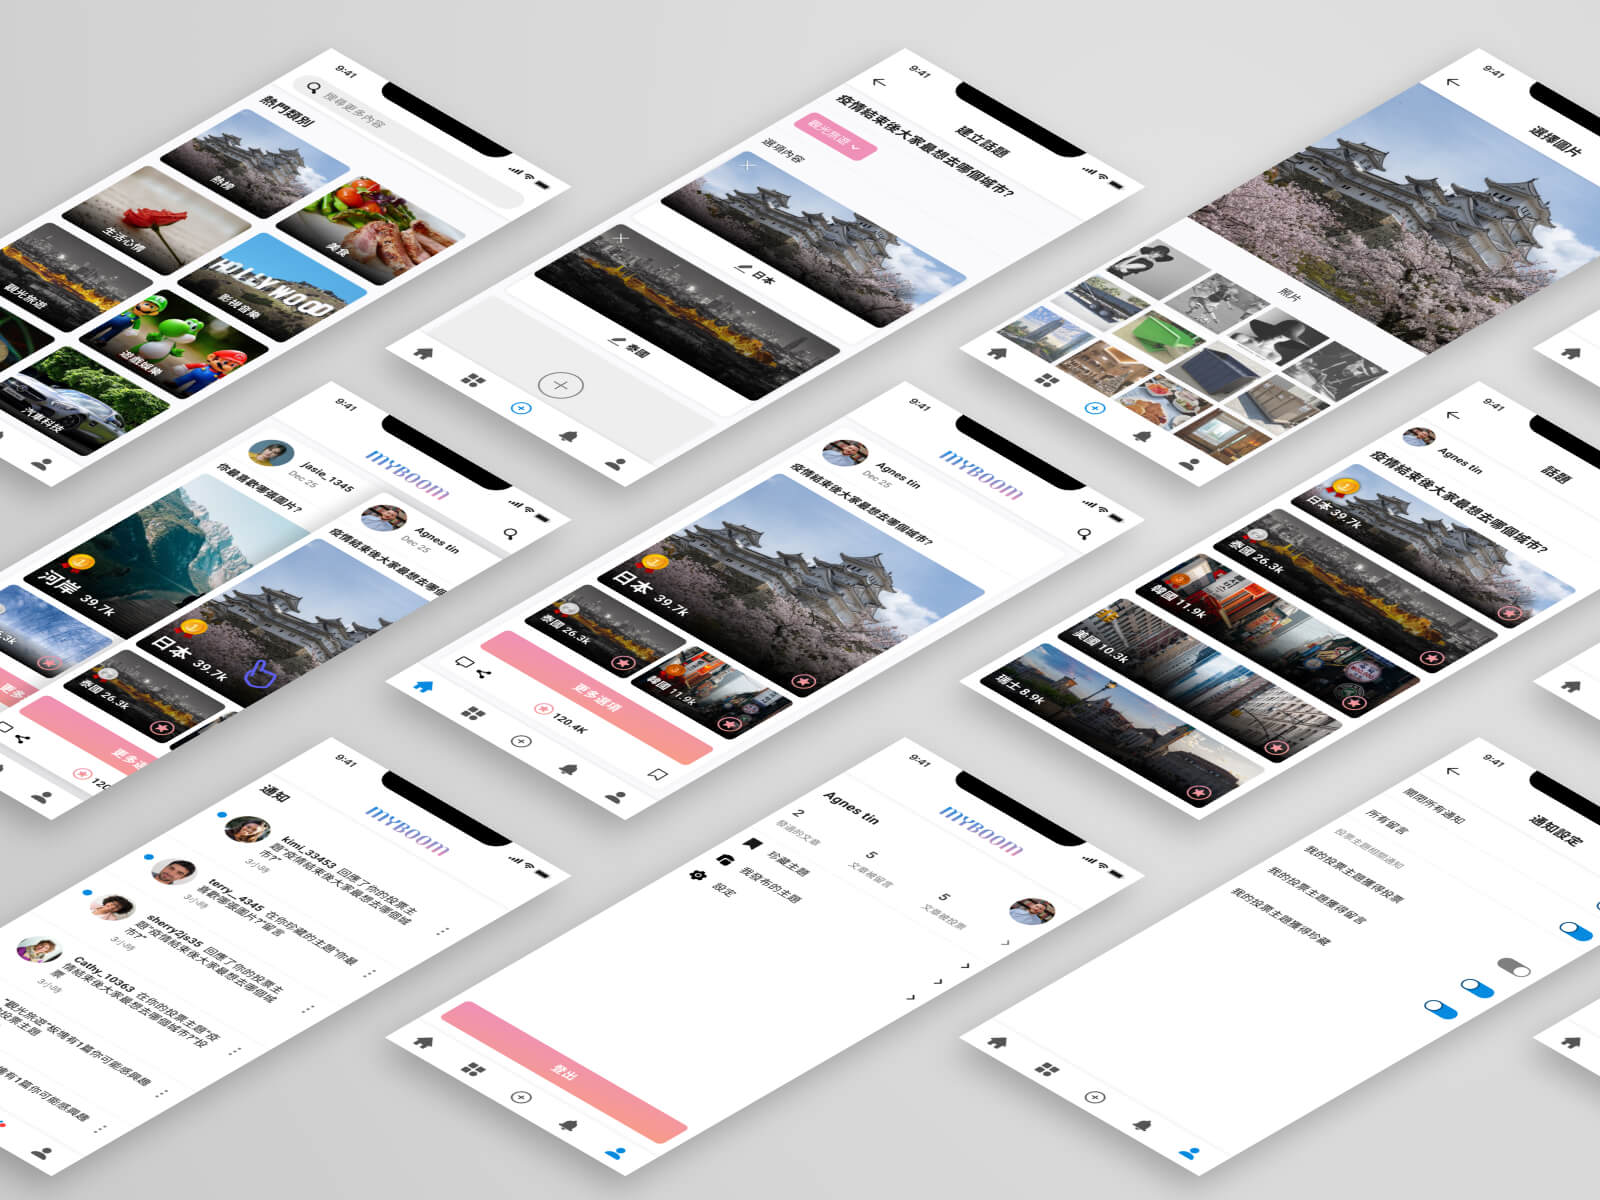 9:41
搜尋更多內容
熱門類別
熱榜
美食
生活心情
影視音樂
HOLLYWOOD
觀光旅遊
遊戲娛樂
汽車科技
9:41
建立話題
疫情結束後大家最想去哪個城市?
觀光旅遊
選項內容
日本
泰國
9:41
選擇圖片
照片
9:41
MYBOOM
jasie_1345
Dec 25
你最喜歡哪張圖片?
河岸 39.7k
Agnes tin
Dec 25
疫情結束後大家最想去哪個城
日本 39.7k
泰國 26.3k
9:41
MYBOOM
Agnes tin
Dec 25
疫情結束後大家最想去哪個城市?
日本 39.7k
泰國 26.3k
韓國 11.9k
更多選項
120.4K
9:41
話題
Agnes tin
疫情結束後大家最想去哪個城市?
日本 39.7k
泰國 26.3k
韓國 11.9k
美國 10.3k
瑞士 8.9k
9:41
MYBOOM
通知
kimi_33453 回應了你的投票主
題"疫情結束後大家最想去哪個城
市?"
3小時
terry__4345 在你珍藏的主題"你最
喜歡哪張圖片?"留言
3小時
sherry2js35 回應了你的投票主
題"疫情結束後大家最想去哪個城
市?"
3小時
Cathy_10363 在你的投票主題"疫
情結束後大家最想去哪個城市?"投
票
3小時
"觀光旅遊"板塊有1篇你可能感興趣
的投票主題
有1篇你可能感興趣
9:41
MYBOOM
Agnes tin
2
發過的文章
5
文章被留言
5
文章被投票
珍藏主題
我發布的主題
設定
登出
9:41
通知設定
關閉所有通知
所有留言
投票主題相關通知
我的投票主題獲得投票
我的投票主題獲得留言
我的投票主題獲得珍藏